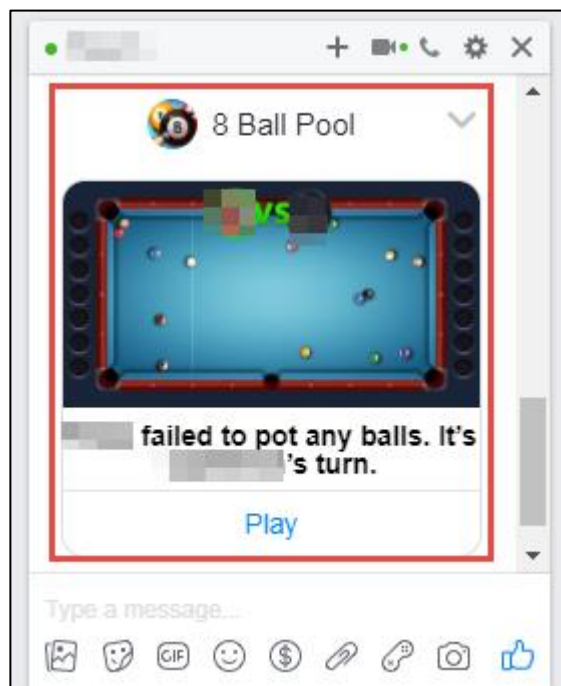 8 Ball Pool
vs
failed to pot any balls. It's
's turn.
Play
Type a message...
GIF